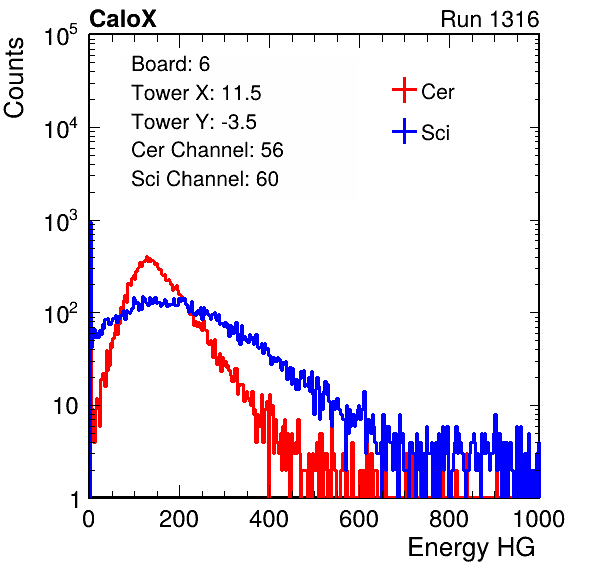 CaloX Run 1316
Counts
Board: 6
Tower X: 11.5
Tower Y: -3.5
Cer Channel: 56
Sci Channel: 60
Cer
Sci
10^5
10^4
10^3
10^2
10
1
0 200 400 600 800 1000
Energy HG